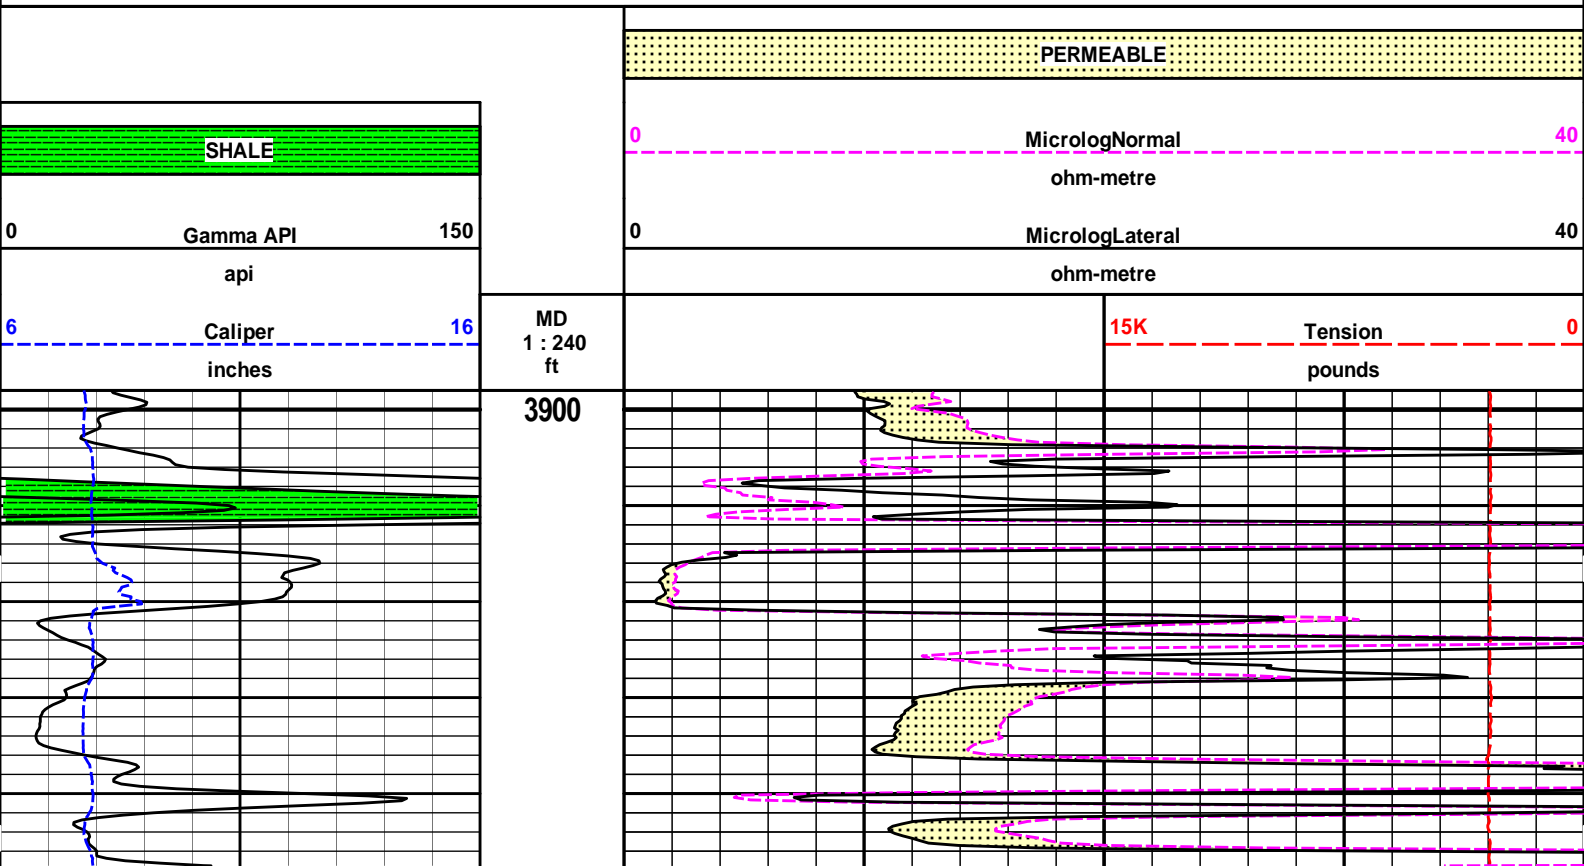 PERMEABLE
0 MicrologNormal 40
ohm-metre
SHALE
0 Gamma API 150
api
0 MicrologLateral 40
ohm-metre
6 Caliper 16
inches
MD
1 : 240
ft
15K Tension 0
pounds
3900